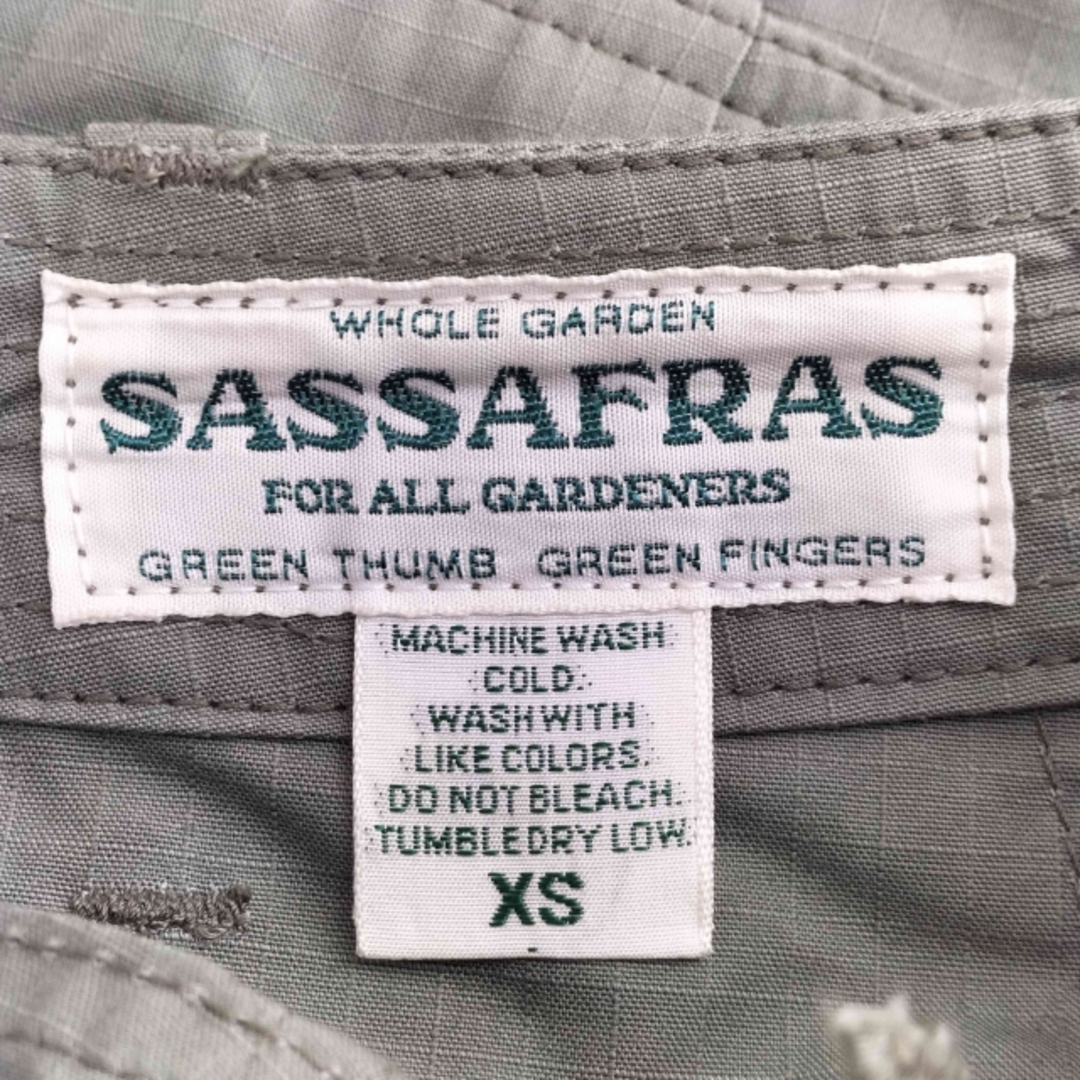 WHOLE GARDEN
SASSAFRAS
FOR ALL GARDENERS
GREEN THUMB GREEN FINGERS
MACHINE WASH
COLD.
WASH WITH
LIKE COLORS.
DO NOT BLEACH.
TUMBLE DRY LOW.
XS